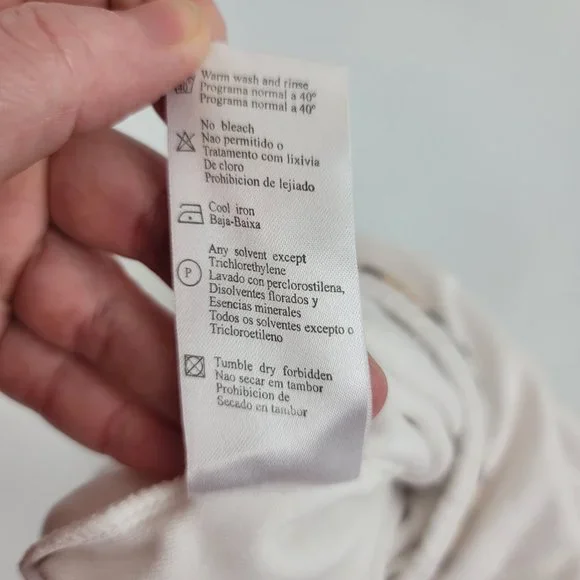 40°
Warm wash and rinse
Programa normal a 40°
Programa normal a 40°
No bleach
Nao permitido o
Tratamento com lixivia
De cloro
Prohibicion de lejiado
Cool iron
Baja-Baixa
Any solvent except
Trichlorethylene
Lavado con perclorostilena,
Disolventes florados y
Esencias minerales
Todos os solventes excepto o
Tricloroetileno
P
Tumble dry forbidden
Nao secar em tambor
Prohibicion de
Secado en tambor